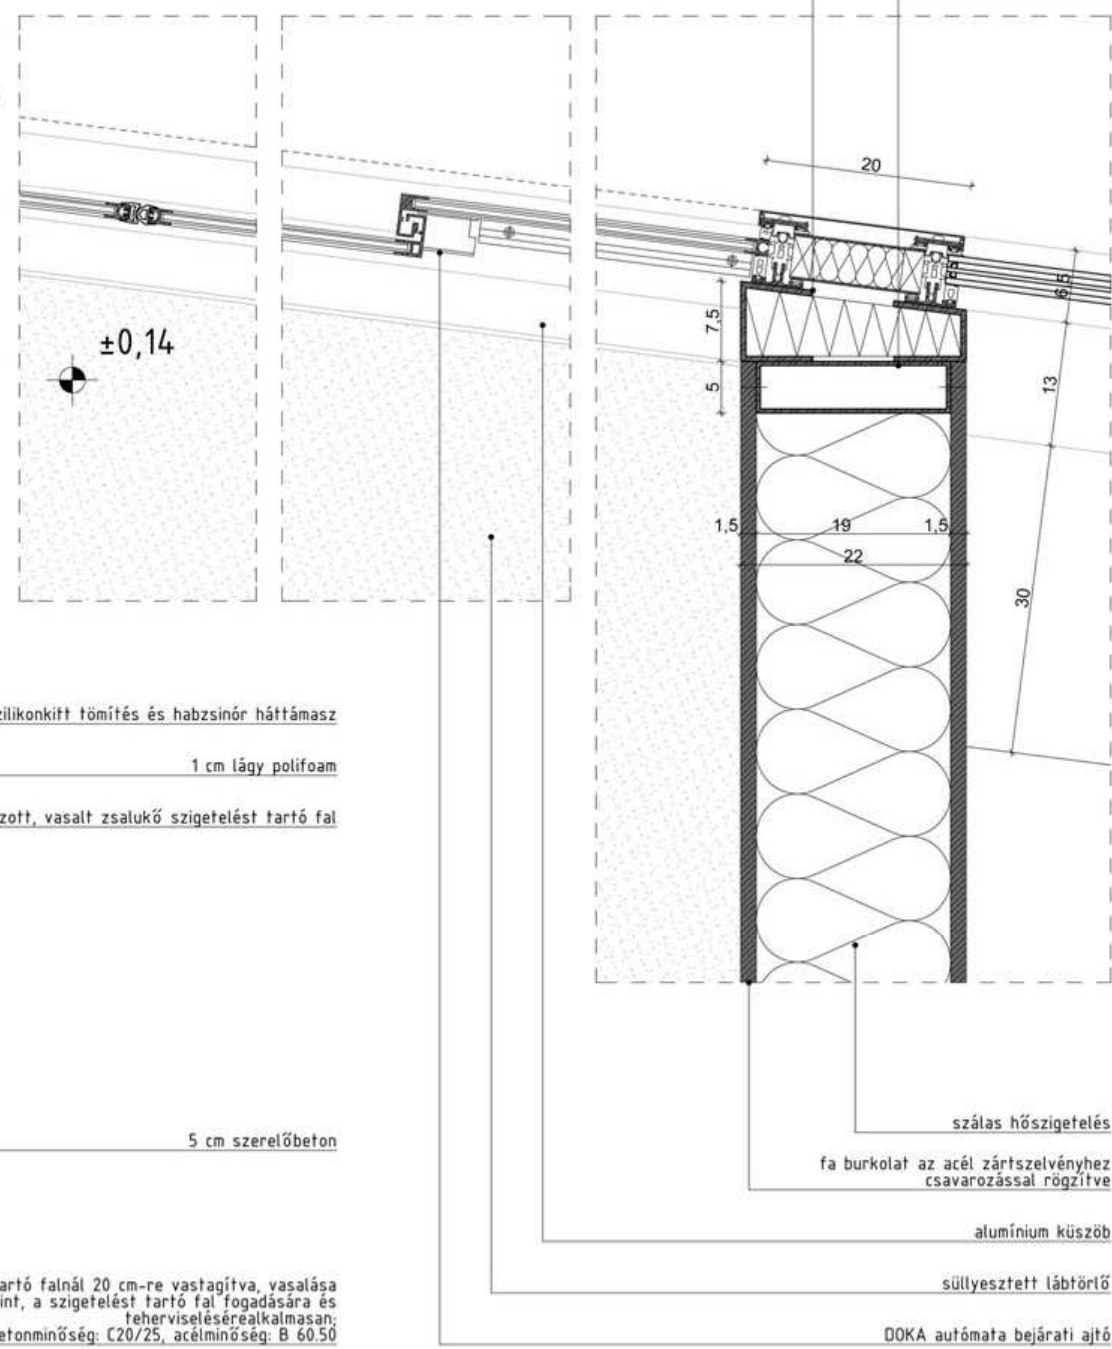 20
6,5
7,5
±0,14
5
13
1,5
19
1,5
22
30
zilikonkitt tömítés és habzsinór háttámasz
1 cm lágy polifoam
zott, vasalt zsalukő szigetelést tartó fal
szálas hőszigetelés
5 cm szerelőbeton
fa burkolat az acél zártszelvényhez
csavarozással rögzítve
alumínium küszöb
artó falnál 20 cm-re vastagítva, vasalása
int, a szigetelést tartó fal fogadására és
teherviselésérealkalmasan;
etonminőség: C20/25, acélminőség: B 60.50
süllyesztett lábtörlő
DOKA autómata bejárati ajtó